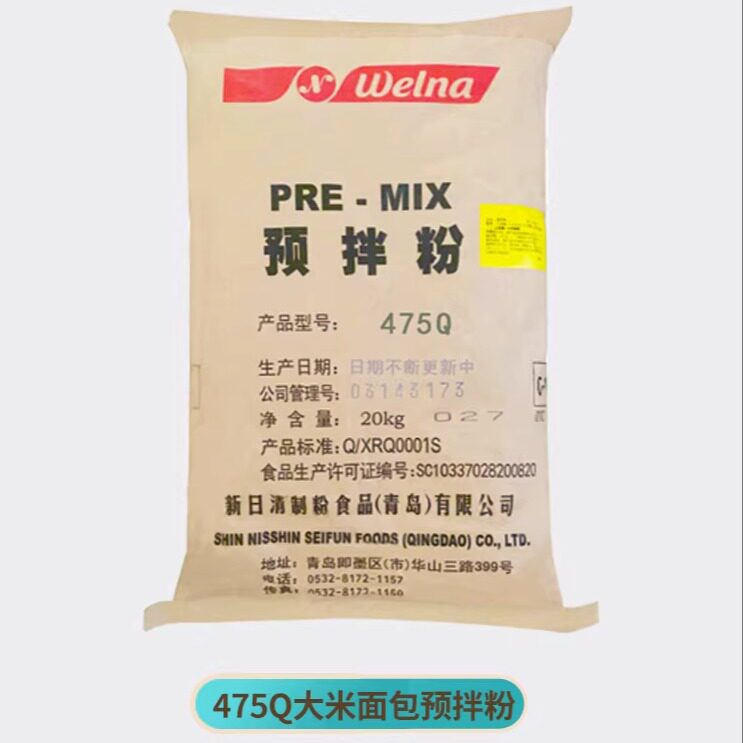 N Welna
PRE - MIX
预拌粉
产品型号: 475Q
生产日期: 日期不断更新中
公司管理号: 03143173
净含量: 20kg 027
产品标准: Q/XRQ0001S
食品生产许可证编号: SC10337028200820
新日清制粉食品(青岛)有限公司
SHIN NISSHIN SEIFUN FOODS (QINGDAO) CO., LTD.
地址: 青岛即墨区(市)华山三路399号
电话: 0532-8172-1157
传真: 0532-8172-1150
475Q大米面包预拌粉